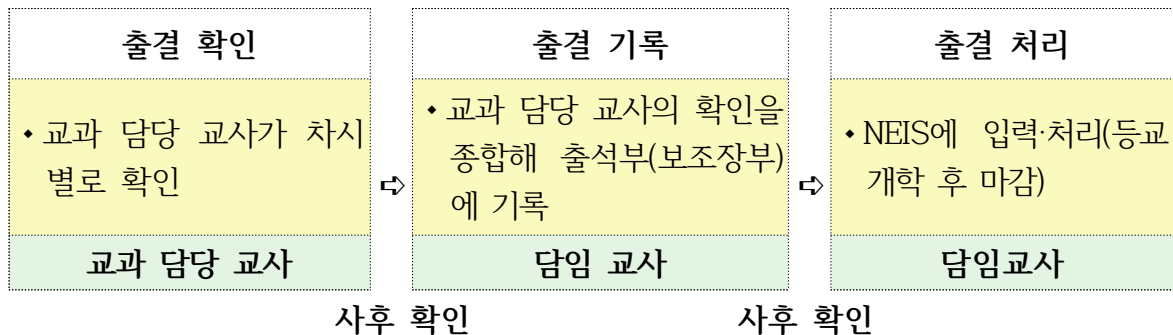 출결 확인
◆ 교과 담당 교사가 차시
별로 확인
교과 담당 교사
➪
출결 기록
◆ 교과 담당 교사의 확인을
종합해 출석부(보조장부)
에 기록
담임 교사
➪
출결 처리
◆ NEIS에 입력·처리(등교
개학 후 마감)
담임교사
사후 확인
사후 확인